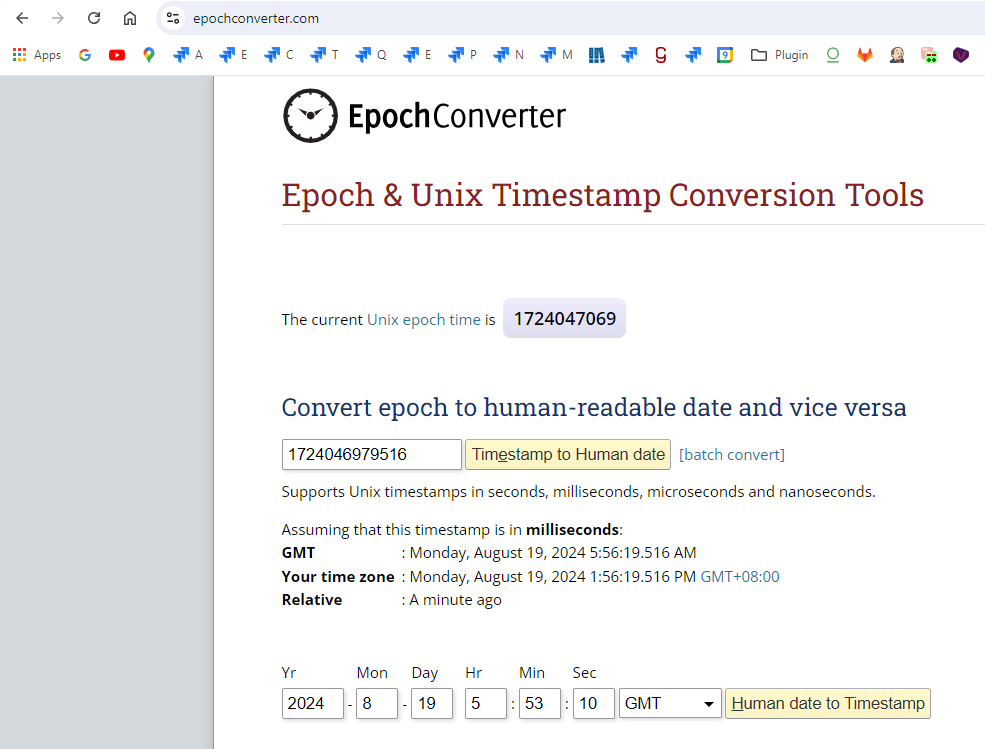 epochconverter.com
Apps A E C T Q E P N M G 9 Plugin
EpochConverter
Epoch & Unix Timestamp Conversion Tools
The current Unix epoch time is 1724047069
Convert epoch to human-readable date and vice versa
1724046979516 Timestamp to Human date [batch convert]
Supports Unix timestamps in seconds, milliseconds, microseconds and nanoseconds.
Assuming that this timestamp is in milliseconds:
GMT : Monday, August 19, 2024 5:56:19.516 AM
Your time zone : Monday, August 19, 2024 1:56:19.516 PM GMT+08:00
Relative : A minute ago
Yr Mon Day Hr Min Sec
2024 - 8 - 19 5 : 53 : 10 GMT Human date to Timestamp